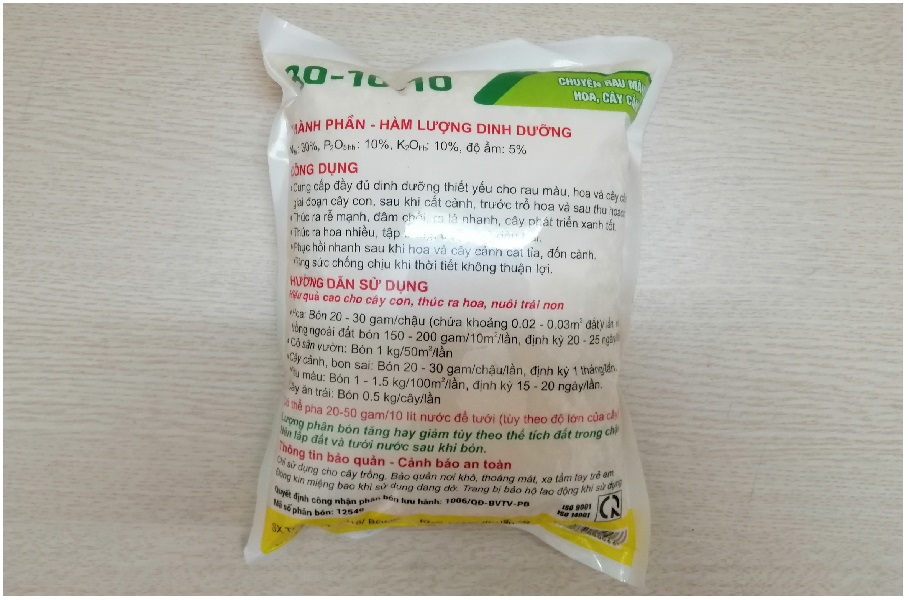 30-10-10
CHUYÊN RAU MÀU
HOA, CÂY CẢNH
THÀNH PHẦN - HÀM LƯỢNG DINH DƯỠNG
Nts: 30%, P₂O₅hh: 10%, K₂Ohh: 10%, độ ẩm: 5%
CÔNG DỤNG
• Cung cấp đầy đủ dinh dưỡng thiết yếu cho rau màu, hoa và cây
giai đoạn cây con, sau khi cắt cành, trước trổ hoa và sau thu hoạch
• Thúc ra rễ mạnh, đâm chồi, ra lá nhanh, cây phát triển xanh tốt.
• Thúc ra hoa nhiều, tập
• Phục hồi nhanh sau khi hoa và cây cảnh cắt tỉa, đốn cành.
• Tăng sức chống chịu khi thời tiết không thuận lợi.
HƯỚNG DẪN SỬ DỤNG
Hiệu quả cao cho cây con, thúc ra hoa, nuôi trái non
• Hoa: Bón 20 - 30 gam/chậu (chứa khoảng 0.02 - 0.03m³ đất)/lần
trồng ngoài đất bón 150 - 200 gam/10m²/lần, định kỳ 20 - 25 ngày/
• Cỏ sân vườn: Bón 1 kg/50m²/lần
• Cây cảnh, bon sai: Bón 20 - 30 gam/chậu/lần, định kỳ 1 tháng/lần.
• Rau màu: Bón 1 - 1.5 kg/100m²/lần, định kỳ 15 - 20 ngày/lần.
Cây ăn trái: Bón 0.5 kg/cây/lần
Có thể pha 20-50 gam/10 lít nước để tưới (tùy theo độ lớn của cây
Lượng phân bón tăng hay giảm tùy theo thể tích đất trong
Nên lấp đất và tưới nước sau khi bón.
Thông tin bảo quản - Cảnh báo an toàn
Chỉ sử dụng cho cây trồng. Bảo quản nơi khô, thoáng mát, xa tầm tay trẻ em.
Đóng kín miệng bao khi sử dụng dang dở. Trang bị bảo hộ lao động khi sử dụng
Quyết định công nhận phân bón lưu hành: 1006/QĐ-BVTV-PB
Mã số phân bón: 12549
ISO 9001
ISO 14001